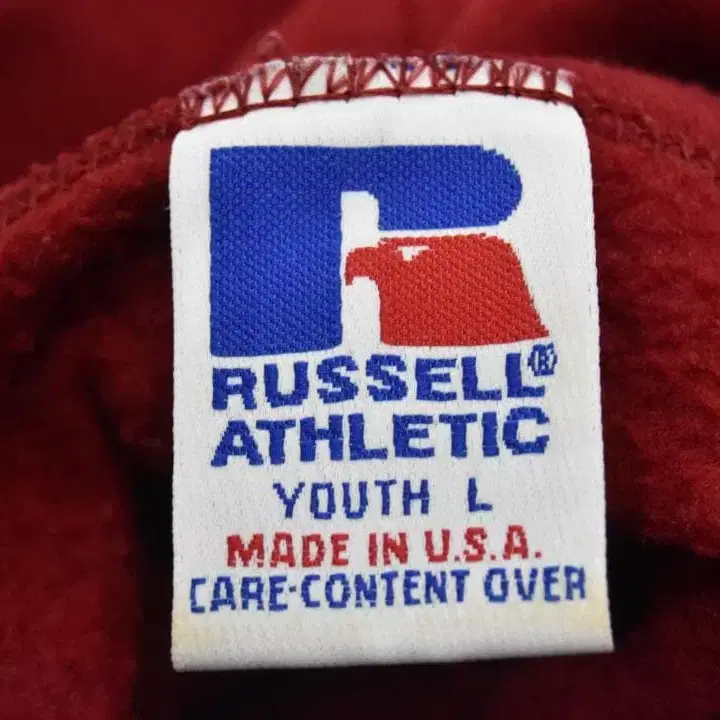 RUSSELL®
ATHLETIC
YOUTH L
MADE IN U.S.A.
CARE-CONTENT OVER